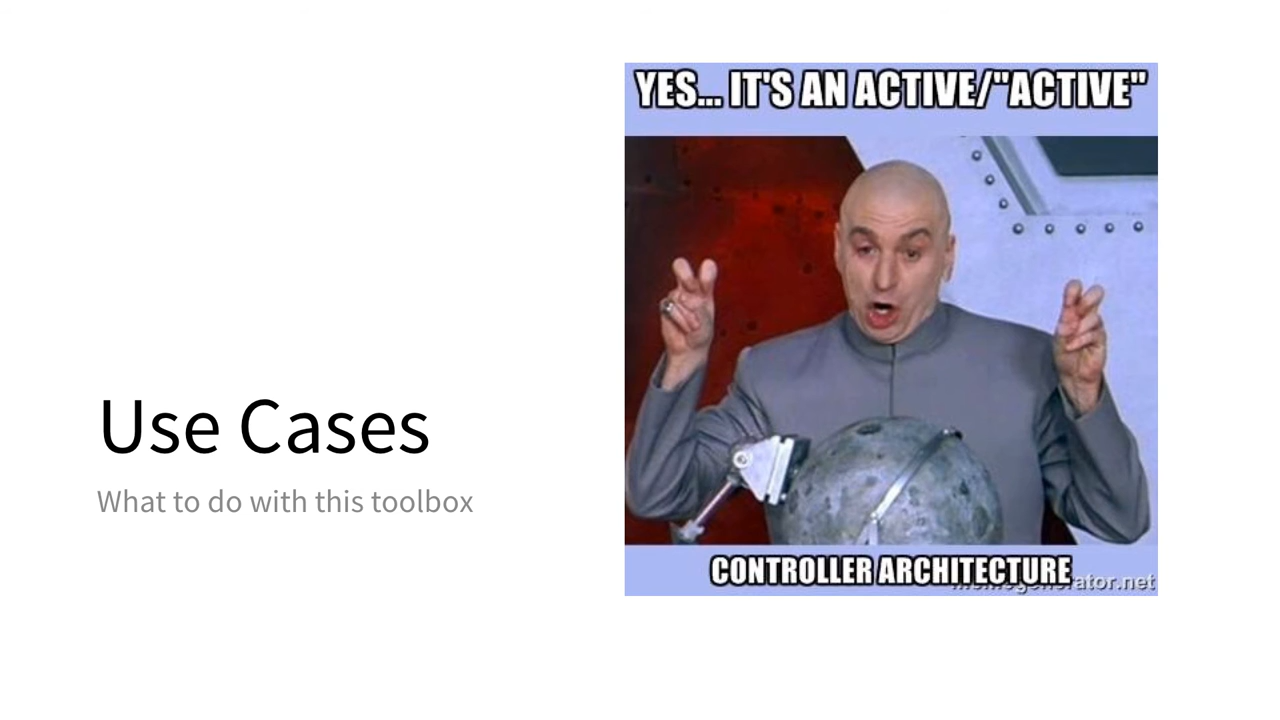 YES... IT'S AN ACTIVE/"ACTIVE"
Use Cases
What to do with this toolbox
CONTROLLER ARCHITECTURE